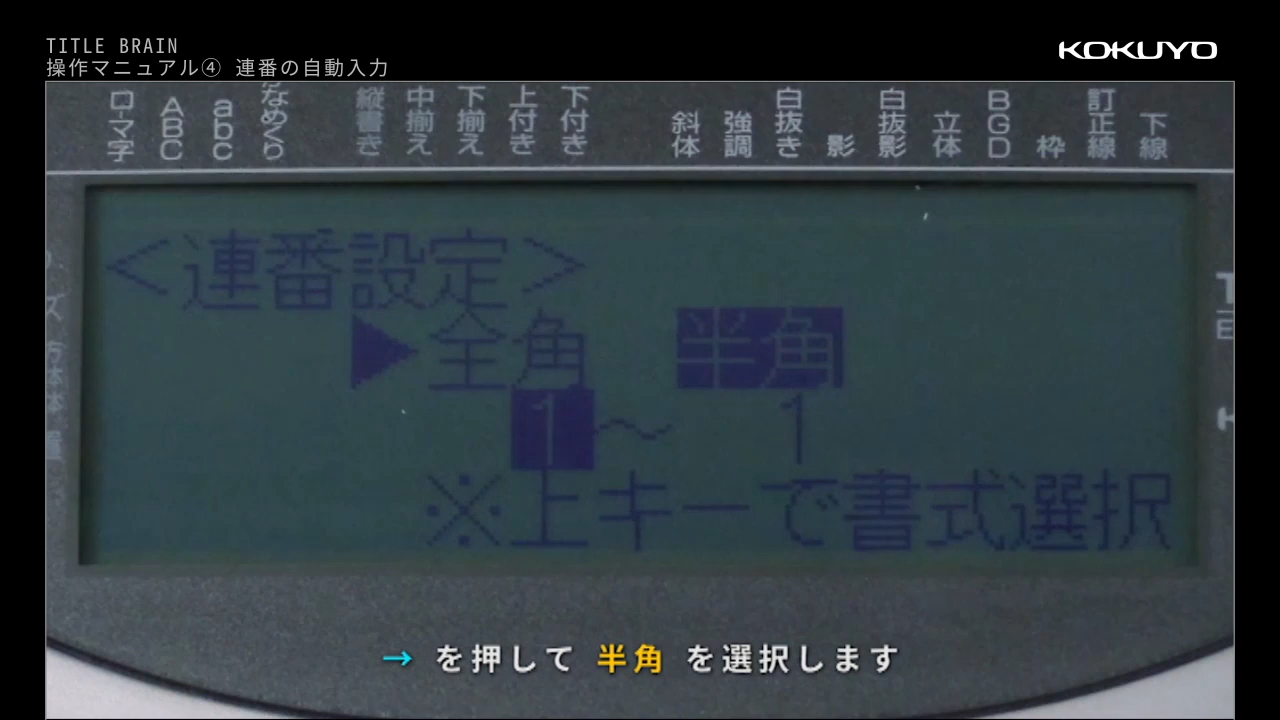 TITLE BRAIN
操作マニュアル④ 連番の自動入力
KOKUYO
ローマ字
ABC
abc
なめくり
縦書き
中揃え
下揃え
上付き
下付き
斜体
強調
白抜き
影
白抜影
立体
BGD
枠
訂正線
下線
<連番設定>
▶全角 半角
1~ 1
※上キーで書式選択
→ を押して 半角 を選択します